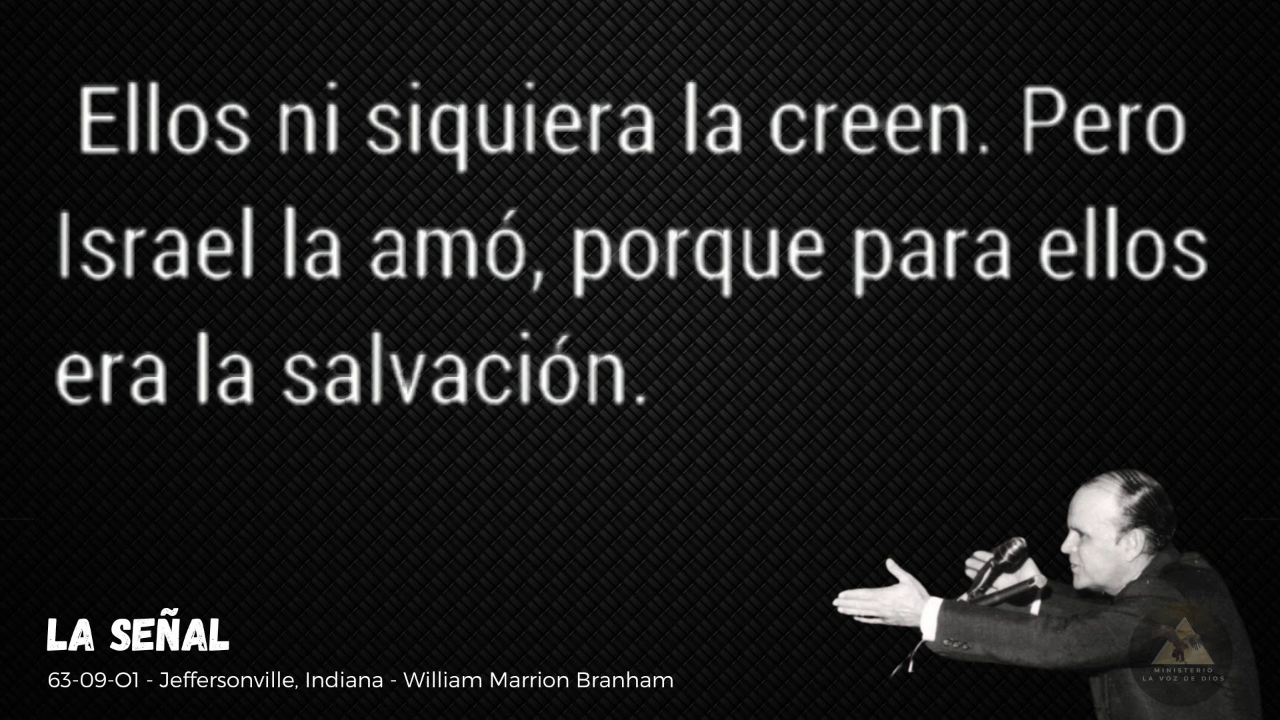 Ellos ni siquiera la creen. Pero
Israel la amó, porque para ellos
era la salvación.
LA SEÑAL
63-09-01 - Jeffersonville, Indiana - William Marrion Branham
MINISTERIO
LA VOZ DE DIOS